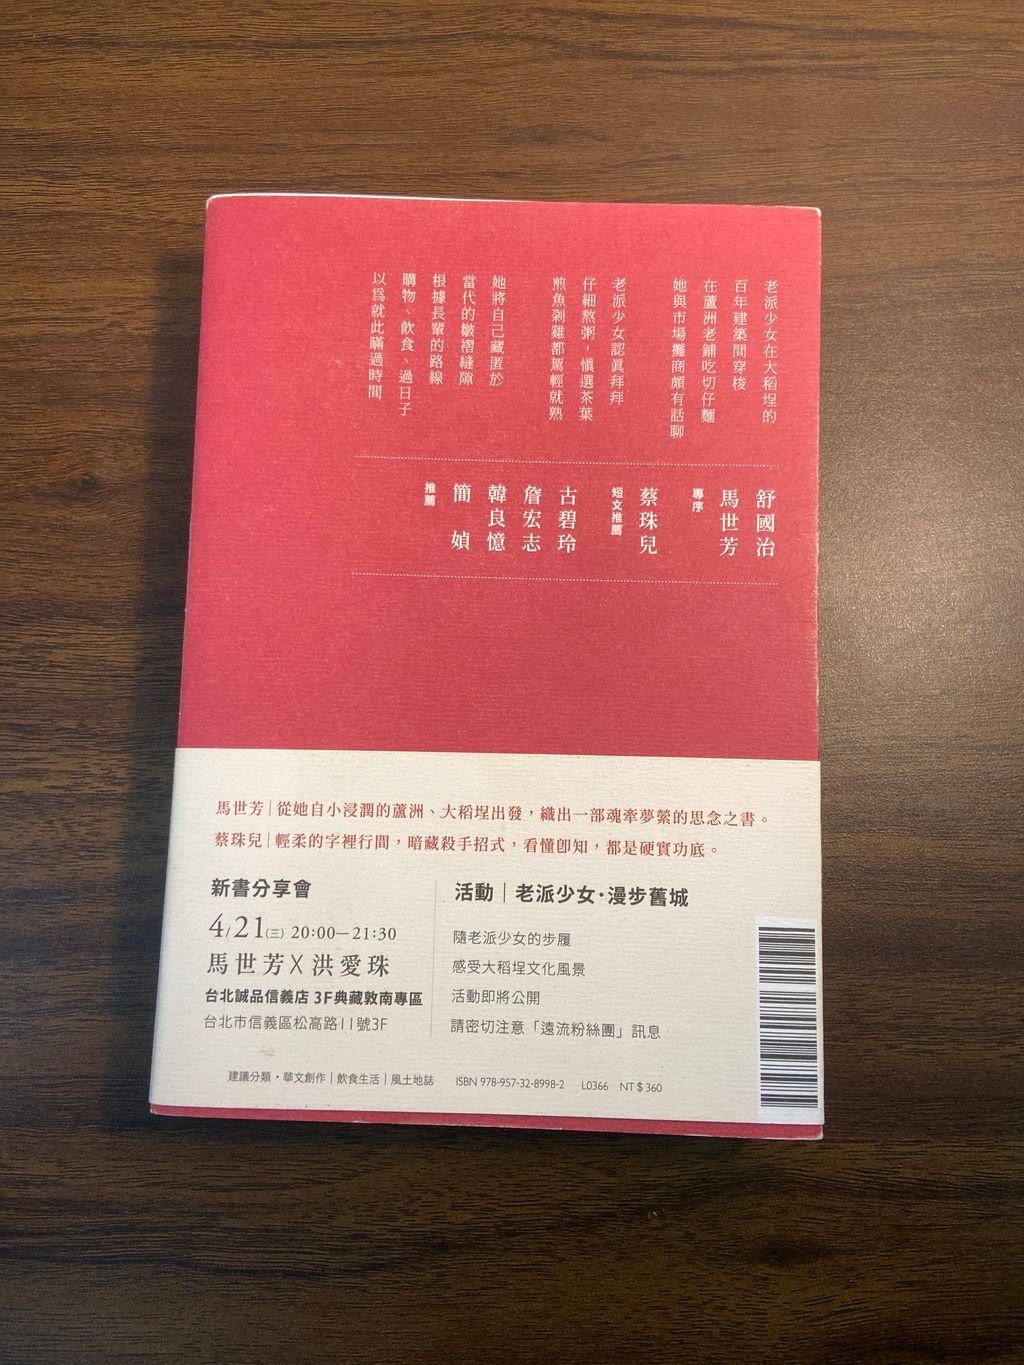 老派少女在大稻埕的
百年建築間穿梭
在蘆洲老鋪吃切仔麵
她與市場攤商頗有話聊
老派少女認眞拜拜
仔細熬粥，愼選茶葉
煎魚剁雞都駕輕就熟
她將自己藏匿於
當代的皺褶縫隙
根據長輩的路線
購物、飲食、過日子
以爲就此瞞過時間
舒國治
馬世芳
專序
蔡珠兒
短文推薦
古碧玲
詹宏志
韓良憶
簡 媜
推薦
馬世芳｜從她自小浸潤的蘆洲、大稻埕出發，織出一部魂牽夢縈的思念之書。
蔡珠兒｜輕柔的字裡行間，暗藏殺手招式，看懂卽知，都是硬實功底。
新書分享會
4/21(三) 20:00—21:30
馬世芳X洪愛珠
台北誠品信義店 3F典藏敦南專區
台北市信義區松高路11號3F
活動｜老派少女·漫步舊城
隨老派少女的步履
感受大稻埕文化風景
活動即將公開
請密切注意「遠流粉絲團」訊息
建議分類・華文創作｜飲食生活｜風土地誌 ISBN 978-957-32-8998-2 L0366 NT$360